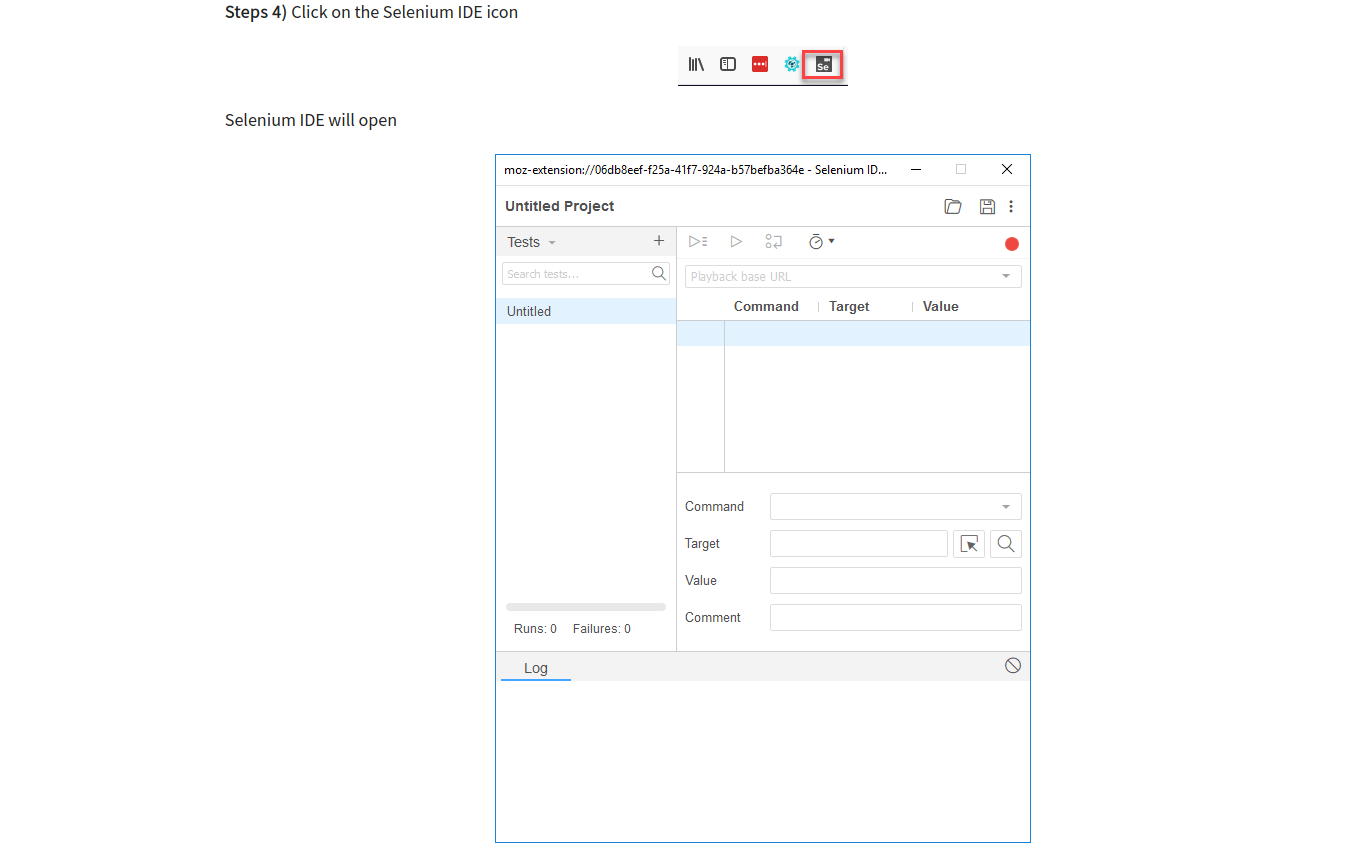 Steps 4) Click on the Selenium IDE icon
Se
Selenium IDE will open
moz-extension://06db8eef-f25a-41f7-924a-b57befba364e - Selenium ID...
Untitled Project
Tests
Search tests...
Playback base URL
Command Target Value
Untitled
Command
Target
Value
Comment
Runs: 0 Failures: 0
Log